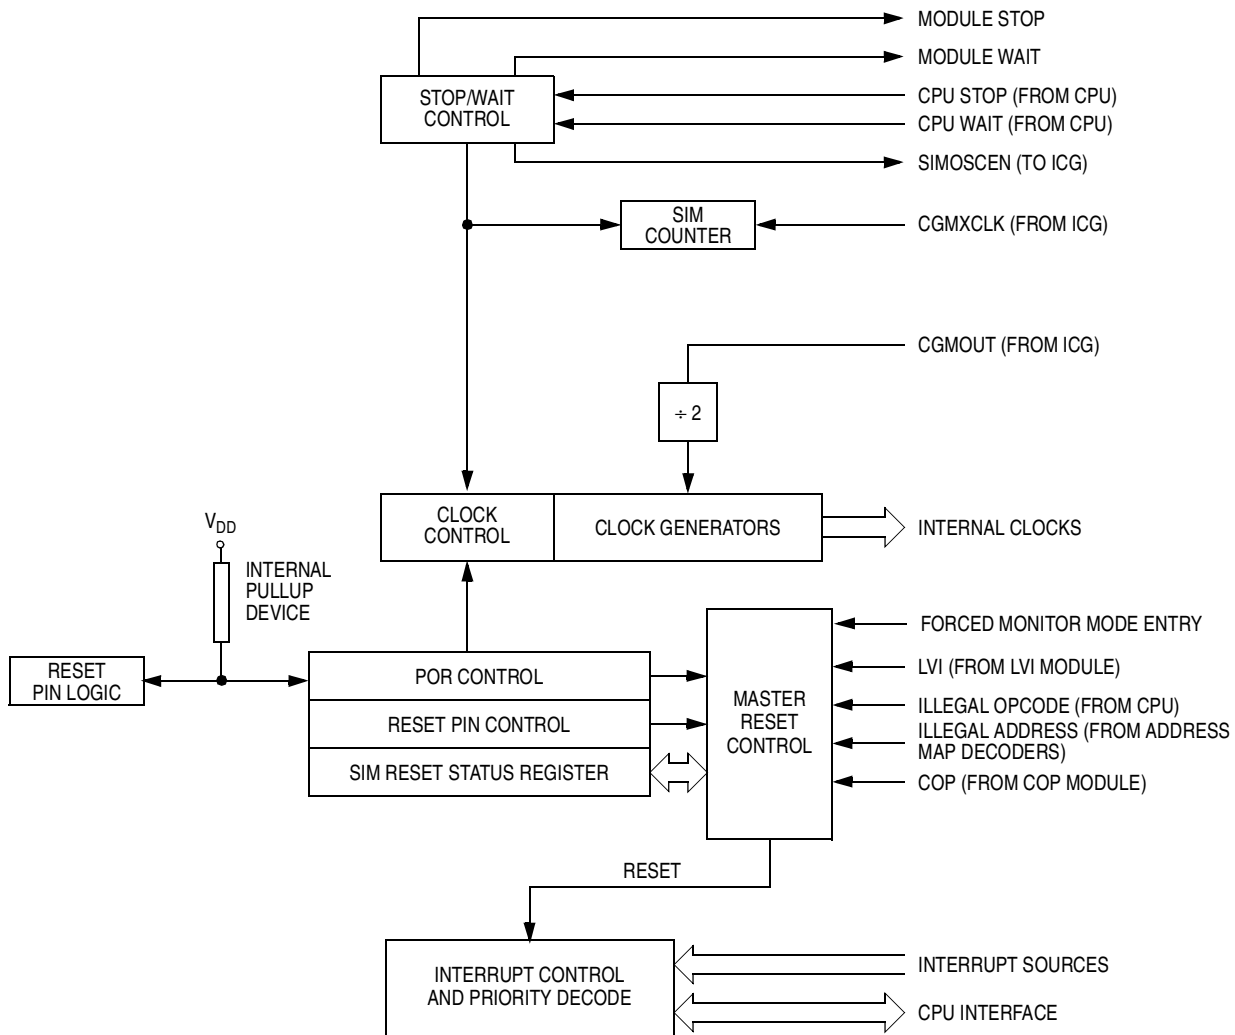 MODULE STOP
MODULE WAIT
STOP/WAIT
CONTROL
CPU STOP (FROM CPU)
CPU WAIT (FROM CPU)
SIMOSCEN (TO ICG)
SIM
COUNTER
CGMXCLK (FROM ICG)
CGMOUT (FROM ICG)
÷ 2
CLOCK
CONTROL
CLOCK GENERATORS
INTERNAL CLOCKS
VDD
INTERNAL
PULLUP
DEVICE
RESET
PIN LOGIC
POR CONTROL
RESET PIN CONTROL
SIM RESET STATUS REGISTER
MASTER
RESET
CONTROL
FORCED MONITOR MODE ENTRY
LVI (FROM LVI MODULE)
ILLEGAL OPCODE (FROM CPU)
ILLEGAL ADDRESS (FROM ADDRESS
MAP DECODERS)
COP (FROM COP MODULE)
RESET
INTERRUPT CONTROL
AND PRIORITY DECODE
INTERRUPT SOURCES
CPU INTERFACE